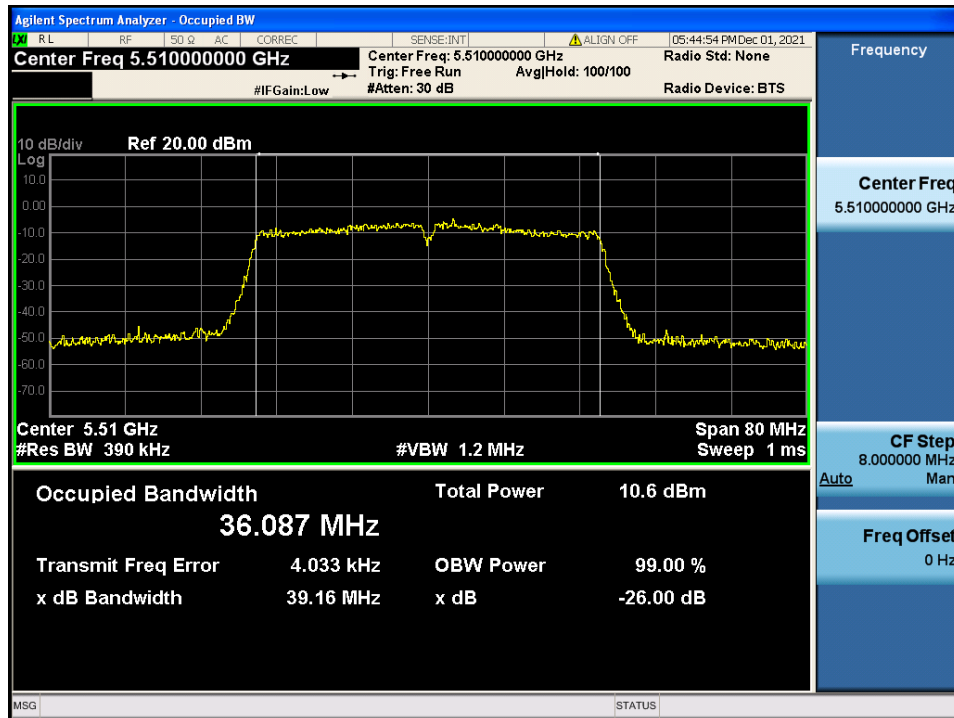 Agilent Spectrum Analyzer - Occupied BW
LXI RL RF 50 Ω AC CORREC SENSE:INT ALIGN OFF 05:44:54 PM Dec 01, 2021
Center Freq 5.510000000 GHz
Center Freq: 5.510000000 GHz
Radio Std: None
Trig: Free Run Avg|Hold: 100/100
#IFGain:Low
#Atten: 30 dB
Radio Device: BTS
10 dB/div Ref 20.00 dBm
Log
10.0
0.00
-10.0
-20.0
-30.0
-40.0
-50.0
-60.0
-70.0
Center 5.51 GHz
Span 80 MHz
#Res BW 390 kHz
#VBW 1.2 MHz
Sweep 1 ms
Occupied Bandwidth
36.087 MHz
Total Power 10.6 dBm
Transmit Freq Error 4.033 kHz
OBW Power 99.00 %
x dB Bandwidth 39.16 MHz
x dB -26.00 dB
MSG
STATUS
Frequency
Center Freq
5.510000000 GHz
CF Step
8.000000 MHz
Auto Man
Freq Offset
0 Hz